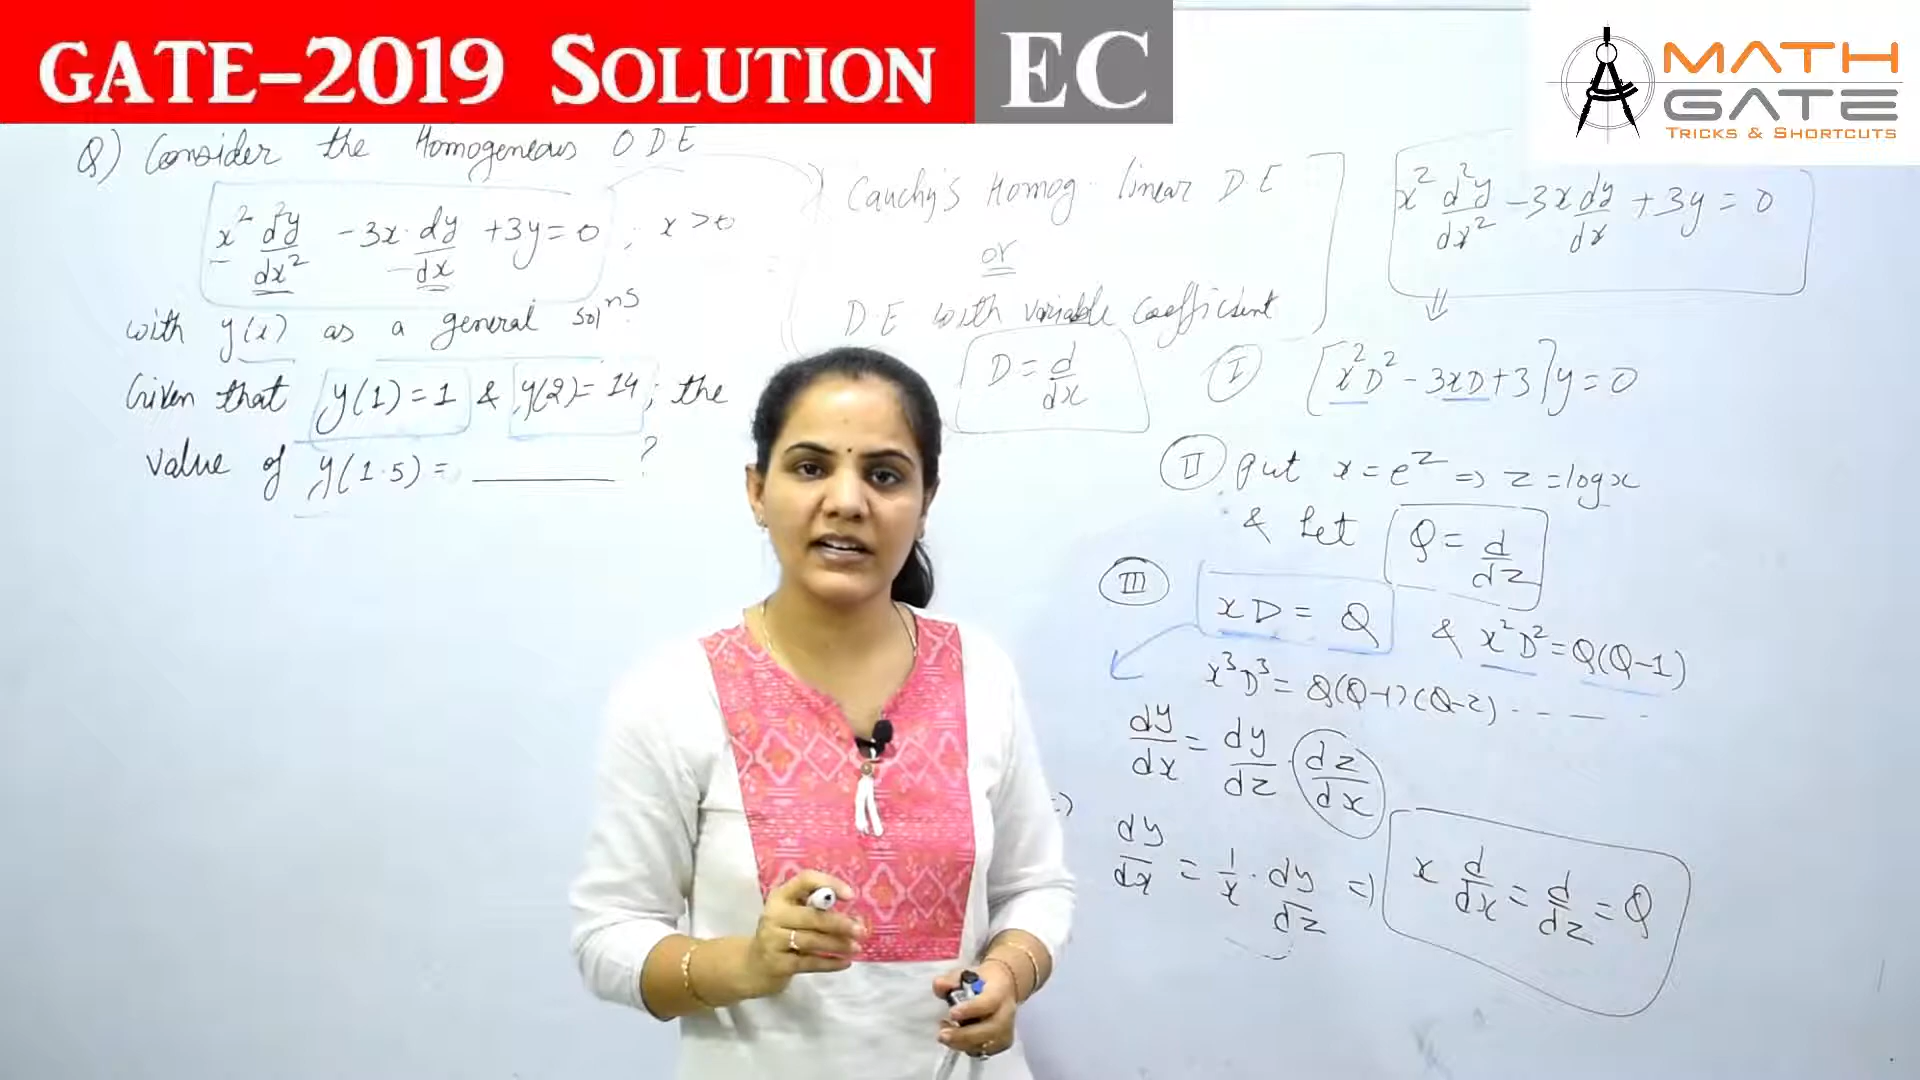 GATE-2019 SOLUTION EC
MATH
GATE
TRICKS & SHORTCUTS
Q) Consider the Homogeneous O D E
x² d²y/dx² - 3x · dy/dx + 3y = 0 ; x > 0
with y(x) as a general solⁿˢ
Given that y(1) = 1 & y(2) = 14 ; the
value of y(1.5) = ______ ?
Cauchy's Homog. linear D.E
or
D.E with variable coefficient
D = d/dx
x² d²y/dx² - 3x dy/dx + 3y = 0
⇓
I [x²D² - 3xD + 3]y = 0
II put x = e^z ⇒ z = logx
& Let Q = d/dz
III xD = Q & x²D² = Q(Q-1)
x³D³ = Q(Q-1)(Q-2) - - - -
dy/dx = dy/dz · dz/dx
⇒ dy/dx = 1/x · dy/dz ⇒ x d/dx = d/dz = Q